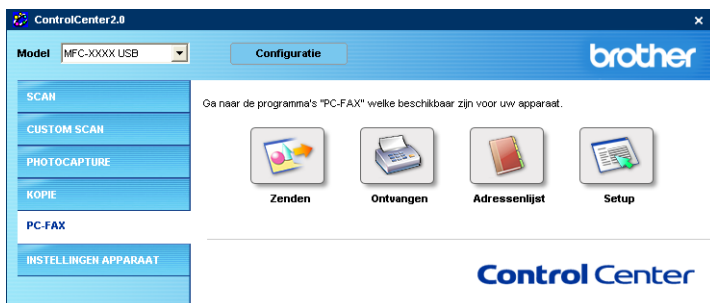 ControlCenter2.0
Model MFC-XXXX USB Configuratie brother
SCAN
CUSTOM SCAN
PHOTOCAPTURE
KOPIE
PC-FAX
INSTELLINGEN APPARAAT
Ga naar de programma's "PC-FAX" welke beschikbaar zijn voor uw apparaat.
Zenden Ontvangen Adressenlijst Setup
Control Center